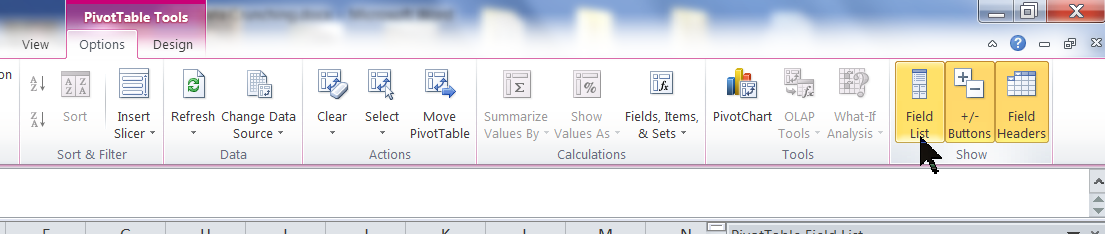 PivotTable Tools
View Options Design
on
A Z
Z A
Sort
Insert Slicer
Sort & Filter
Refresh
Change Data Source
Data
Clear
Select
Move PivotTable
Actions
Summarize Values By
Show Values As
Fields, Items, & Sets
Calculations
PivotChart
OLAP Tools
What-If Analysis
Tools
Field List
+/- Buttons
Field Headers
Show
F G H I J K L M N
PivotTable Field List